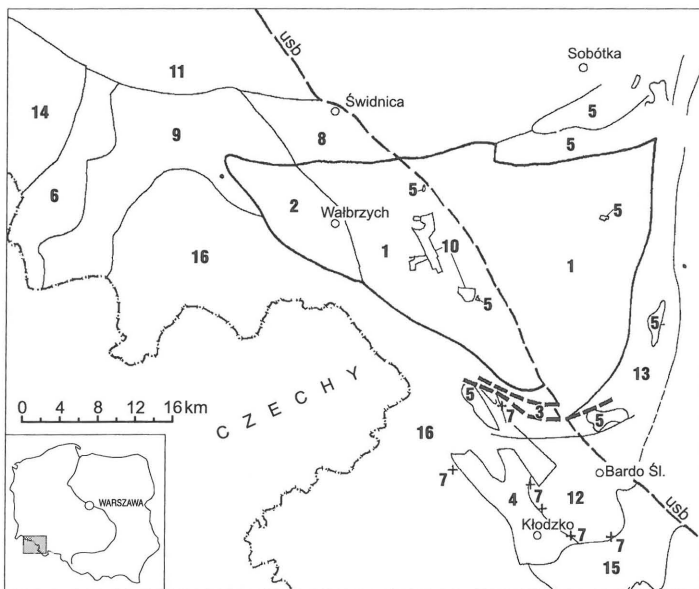 usb
Sobótka
11
5
14
Świdnica
9
8
5
6
2
5
5
Wałbrzych
10
1
1
16
5
5
13
CZECHY
0 4 8 12 16 km
5
7
3
5
16
Bardo Śl.
7
7
12
4
WARSZAWA
Kłodzko
7
7
usb
15